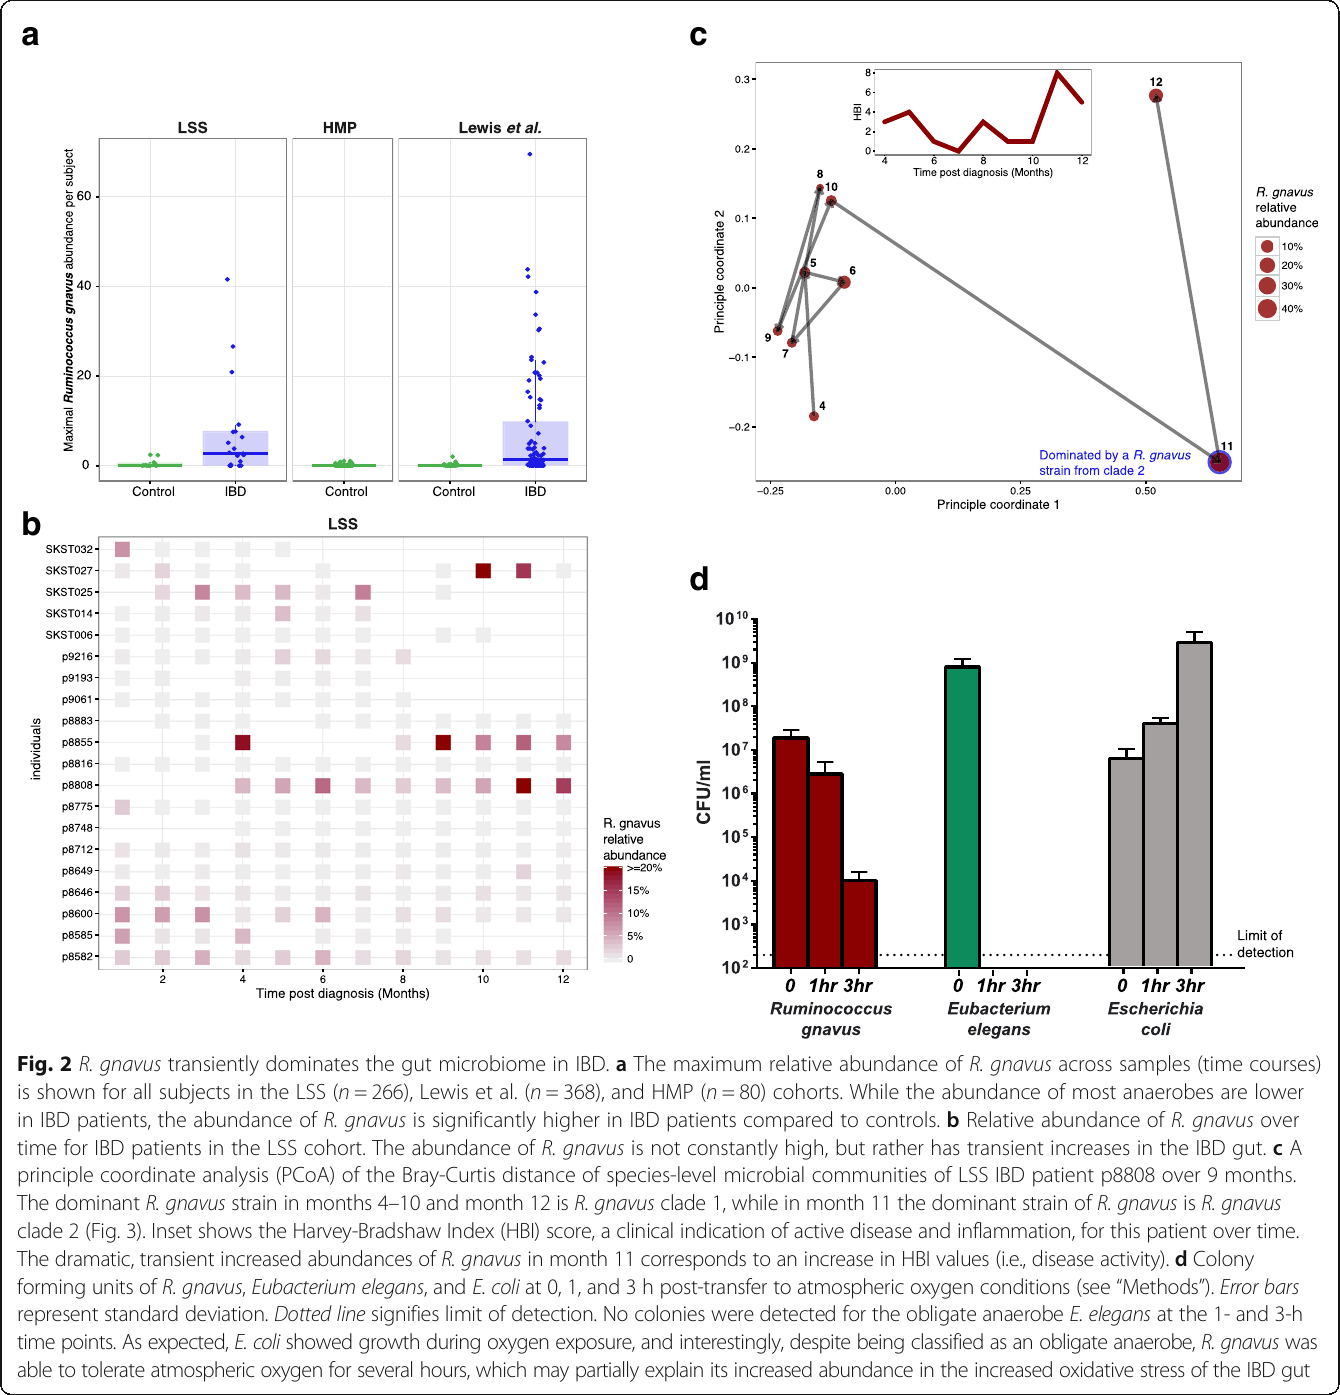 a
LSS
HMP
Lewis et al.
Maximal Ruminococcus gnavus abundance per subject
60
40
20
0
Control
IBD
Control
Control
IBD
b
LSS
individuals
SKST032
SKST027
SKST025
SKST014
SKST006
p9216
p9193
p9061
p8883
p8855
p8816
p8808
p8775
p8748
p8712
p8649
p8646
p8600
p8585
p8582
2
4
6
8
10
12
Time post diagnosis (Months)
R. gnavus
relative
abundance
>=20%
15%
10%
5%
0
c
Principle coordinate 2
0.3
0.2
0.1
0.0
−0.1
−0.2
HBI
8
6
4
2
0
4
6
8
10
12
Time post diagnosis (Months)
12
8
10
5
6
9
7
4
11
Dominated by a R. gnavus
strain from clade 2
−0.25
0.00
0.25
0.50
Principle coordinate 1
R. gnavus
relative
abundance
10%
20%
30%
40%
d
CFU/ml
10^10
10^9
10^8
10^7
10^6
10^5
10^4
10^3
10^2
Limit of
detection
0 1hr 3hr
0 1hr 3hr
0 1hr 3hr
Ruminococcus
gnavus
Eubacterium
elegans
Escherichia
coli
Fig. 2 R. gnavus transiently dominates the gut microbiome in IBD. a The maximum relative abundance of R. gnavus across samples (time courses)
is shown for all subjects in the LSS (n = 266), Lewis et al. (n = 368), and HMP (n = 80) cohorts. While the abundance of most anaerobes are lower
in IBD patients, the abundance of R. gnavus is significantly higher in IBD patients compared to controls. b Relative abundance of R. gnavus over
time for IBD patients in the LSS cohort. The abundance of R. gnavus is not constantly high, but rather has transient increases in the IBD gut. c A
principle coordinate analysis (PCoA) of the Bray-Curtis distance of species-level microbial communities of LSS IBD patient p8808 over 9 months.
The dominant R. gnavus strain in months 4–10 and month 12 is R. gnavus clade 1, while in month 11 the dominant strain of R. gnavus is R. gnavus
clade 2 (Fig. 3). Inset shows the Harvey-Bradshaw Index (HBI) score, a clinical indication of active disease and inflammation, for this patient over time.
The dramatic, transient increased abundances of R. gnavus in month 11 corresponds to an increase in HBI values (i.e., disease activity). d Colony
forming units of R. gnavus, Eubacterium elegans, and E. coli at 0, 1, and 3 h post-transfer to atmospheric oxygen conditions (see “Methods”). Error bars
represent standard deviation. Dotted line signifies limit of detection. No colonies were detected for the obligate anaerobe E. elegans at the 1- and 3-h
time points. As expected, E. coli showed growth during oxygen exposure, and interestingly, despite being classified as an obligate anaerobe, R. gnavus was
able to tolerate atmospheric oxygen for several hours, which may partially explain its increased abundance in the increased oxidative stress of the IBD gut